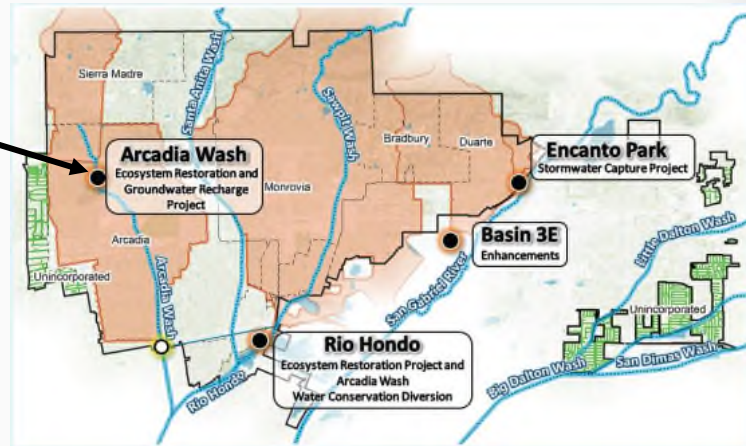 Sierra Madre
Santa Anita Wash
Sawpit Wash
Arcadia Wash
Ecosystem Restoration and
Groundwater Recharge
Project
Bradbury
Duarte
Encanto Park
Stormwater Capture Project
Monrovia
Arcadia
Basin 3E
Enhancements
Unincorporated
Arcadia Wash
San Gabriel River
Little Dalton Wash
Unincorporated
Rio Hondo
Ecosystem Restoration Project and
Arcadia Wash
Water Conservation Diversion
Rio Hondo
Big Dalton Wash
San Dimas Wash